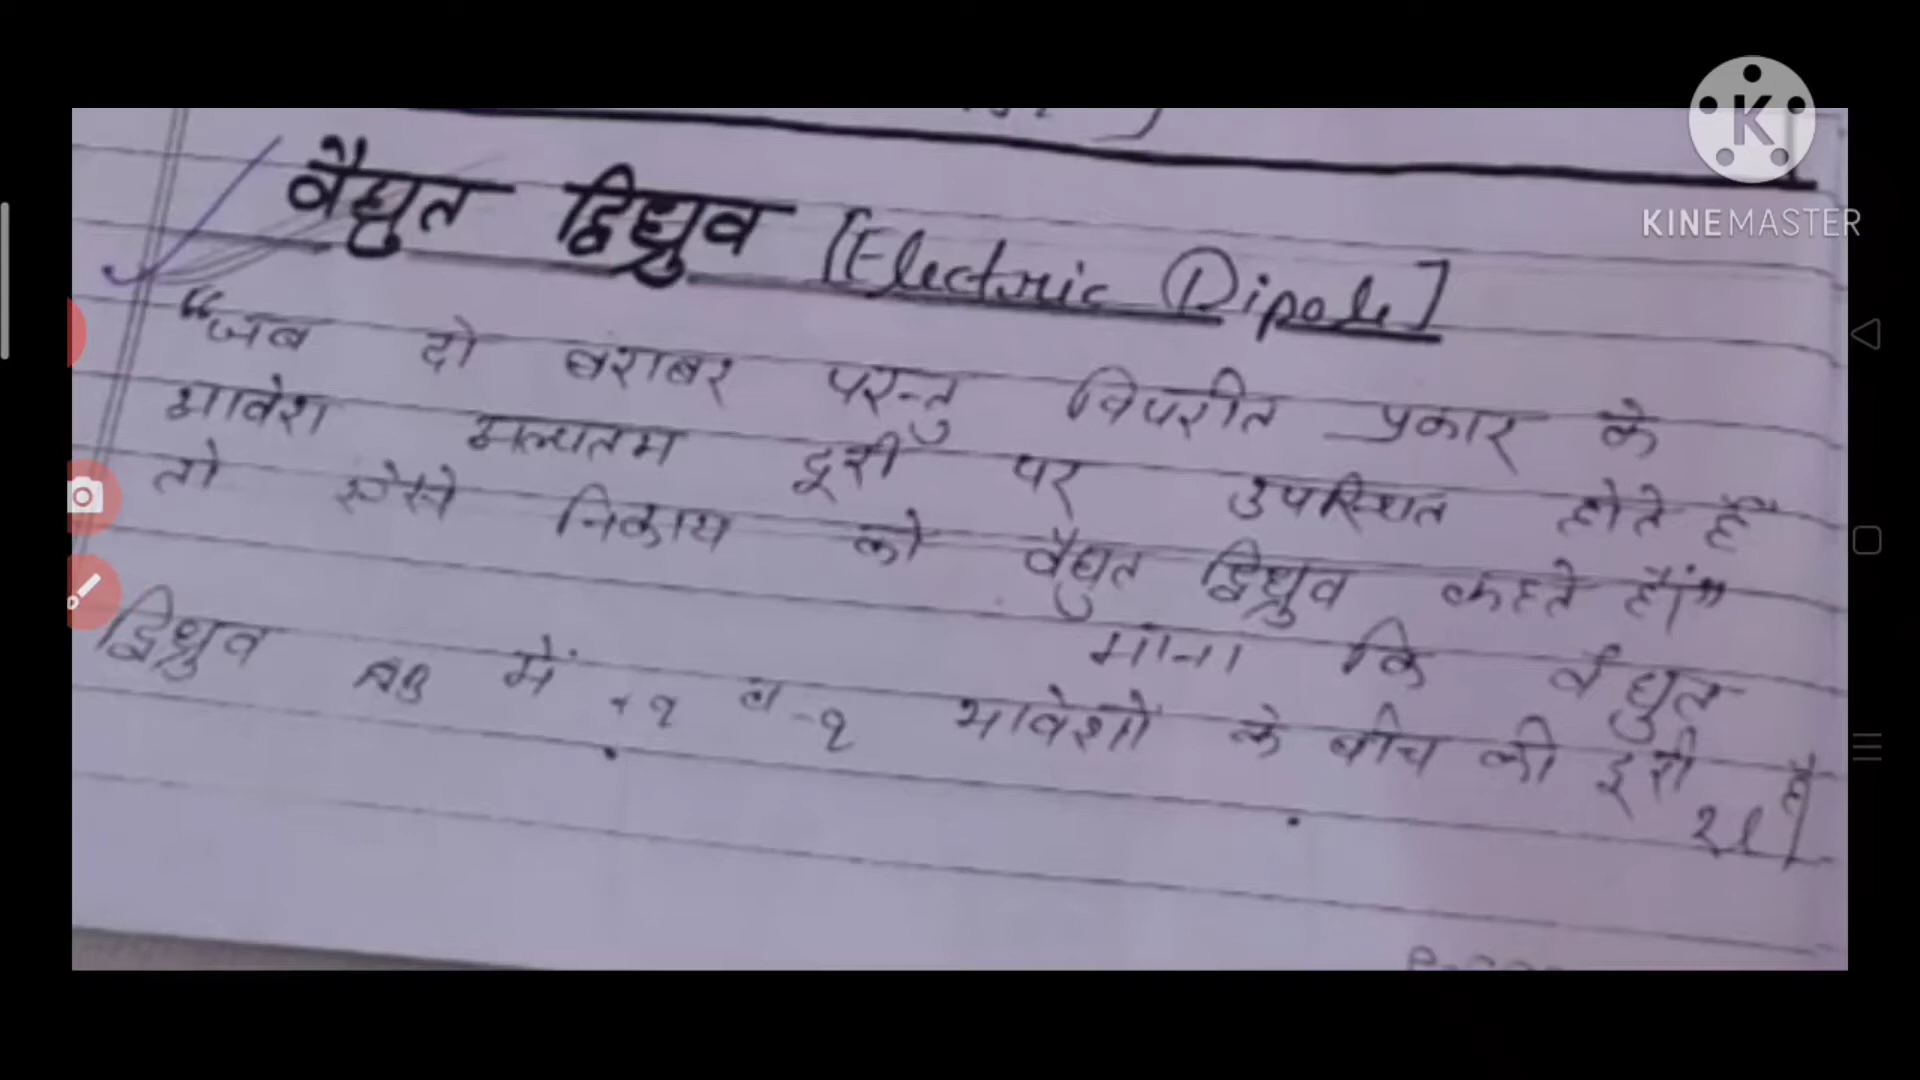 KINEMASTER
वैद्युत द्विध्रुव [Electric Dipole]
“जब दो बराबर परन्तु विपरीत प्रकार के
आवेश अल्पतम दूरी पर उपस्थित होते हैं
तो ऐसे निकाय को वैद्युत द्विध्रुव कहते हैं।”
माना कि वैद्युत
द्विध्रुव AB में +q व -q आवेशों के बीच की दूरी 2l है।